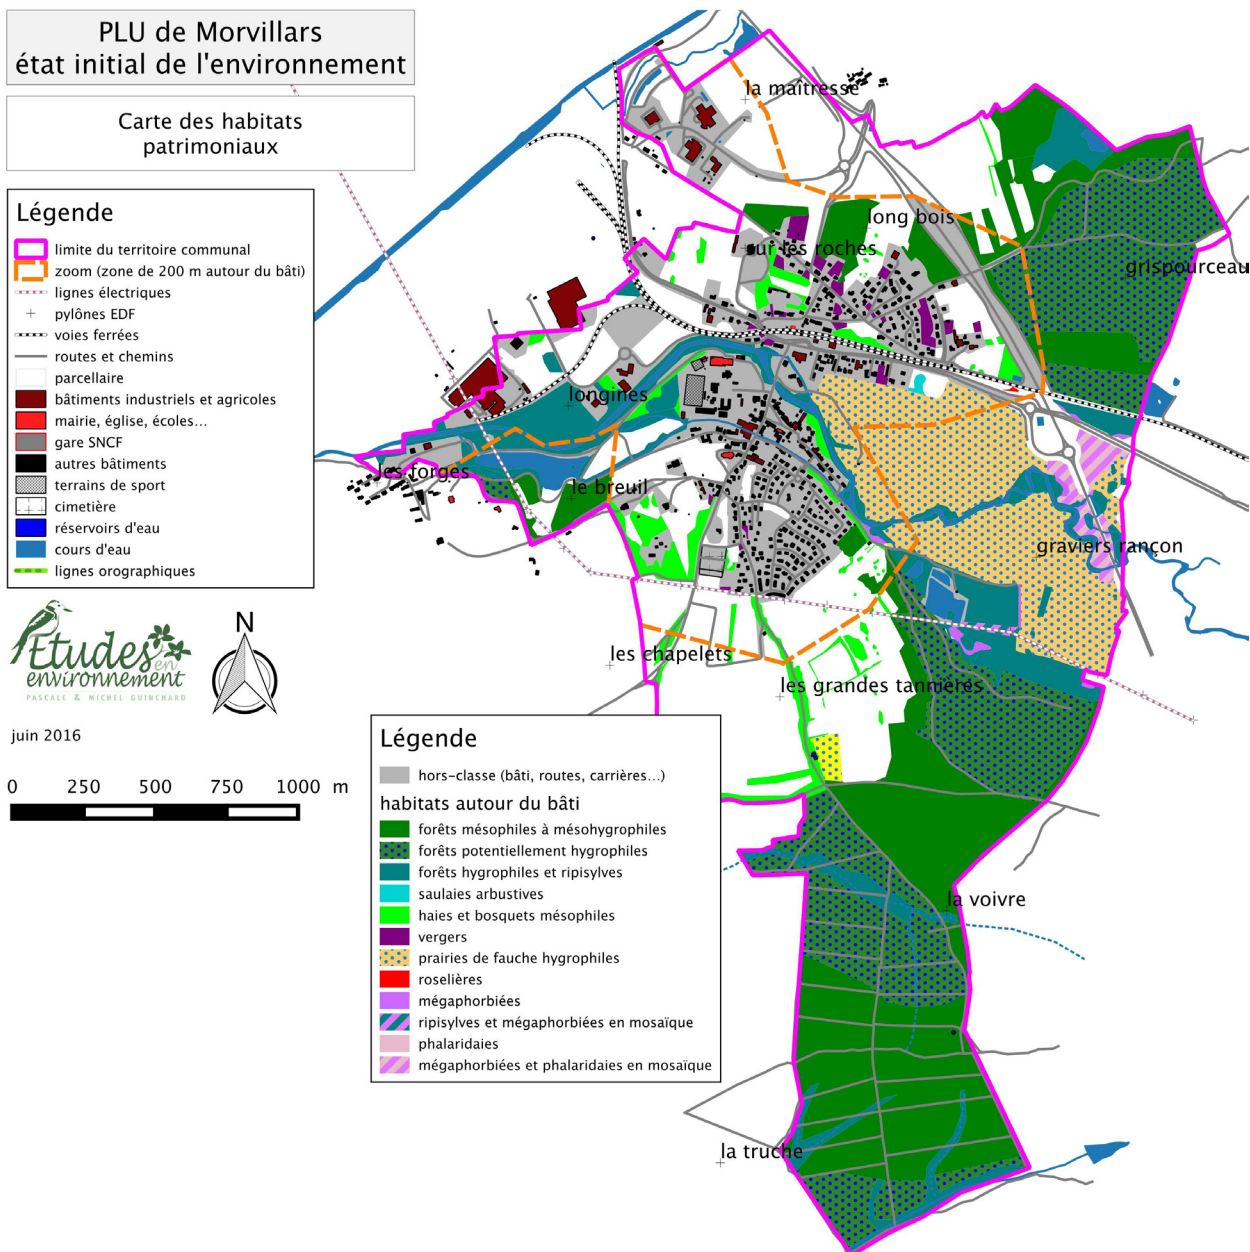 PLU de Morvillars
état initial de l'environnement
Carte des habitats
patrimoniaux
Légende
limite du territoire communal
zoom (zone de 200 m autour du bâti)
lignes électriques
pylônes EDF
voies ferrées
routes et chemins
parcellaire
bâtiments industriels et agricoles
mairie, église, écoles...
gare SNCF
autres bâtiments
terrains de sport
cimetière
réservoirs d'eau
cours d'eau
lignes orographiques
Etudes
en
environnement
PASCALE & MICHEL GUINCHARD
N
juin 2016
0 250 500 750 1000 m
la maîtresse
long bois
sur les roches
grispourceau
longines
les forges
le breuil
graviers rançon
les chapelets
les grandes tannières
la voivre
la truche
Légende
hors-classe (bâti, routes, carrières...)
habitats autour du bâti
forêts mésophiles à mésohygrophiles
forêts potentiellement hygrophiles
forêts hygrophiles et ripisylves
saulaies arbustives
haies et bosquets mésophiles
vergers
prairies de fauche hygrophiles
roselières
mégaphorbiées
ripisylves et mégaphorbiées en mosaïque
phalaridaies
mégaphorbiées et phalaridaies en mosaïque